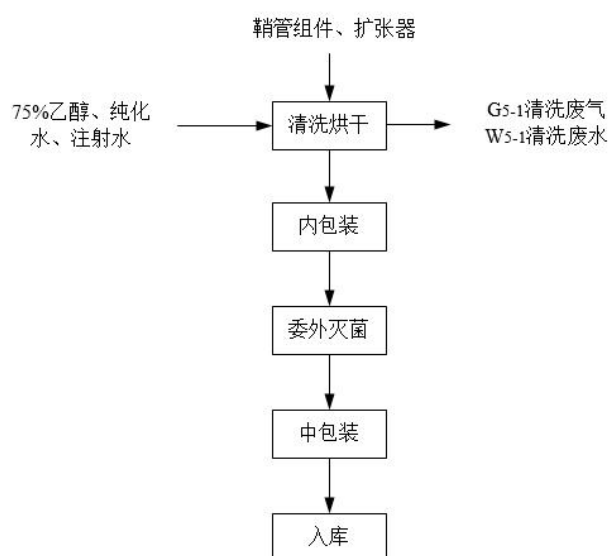 鞘管组件、扩张器
75%乙醇、纯化
水、注射水
清洗烘干
G5-1清洗废气
W5-1清洗废水
内包装
委外灭菌
中包装
入库